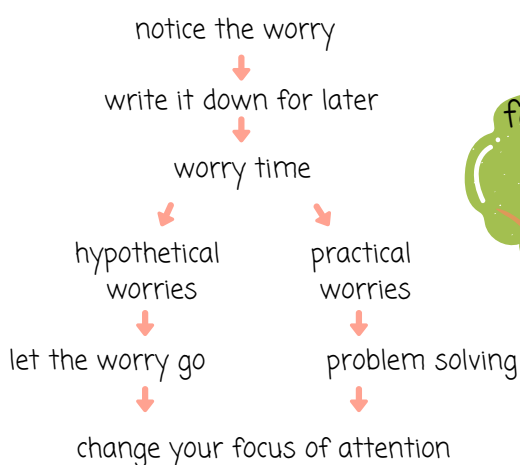 notice the worry
write it down for later
worry time
hypothetical
worries
practical
worries
let the worry go
problem solving
change your focus of attention